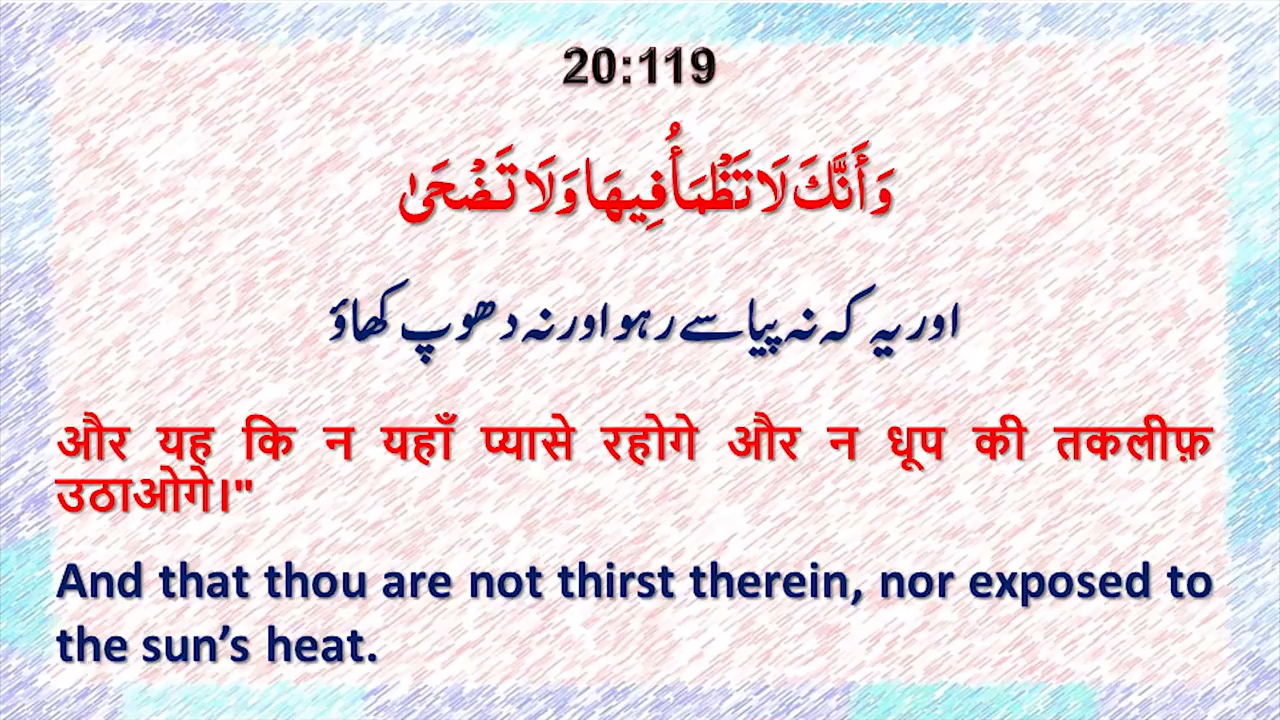 20:119
وَأَنَّكَ لَا تَظْمَأُ فِيهَا وَلَا تَضْحَىٰ
اور یہ کہ نہ پیاسے رہو اور نہ دھوپ کھاؤ
और यह कि न यहाँ प्यासे रहोगे और न धूप की तकलीफ़
उठाओगे।"
And that thou are not thirst therein, nor exposed to
the sun’s heat.